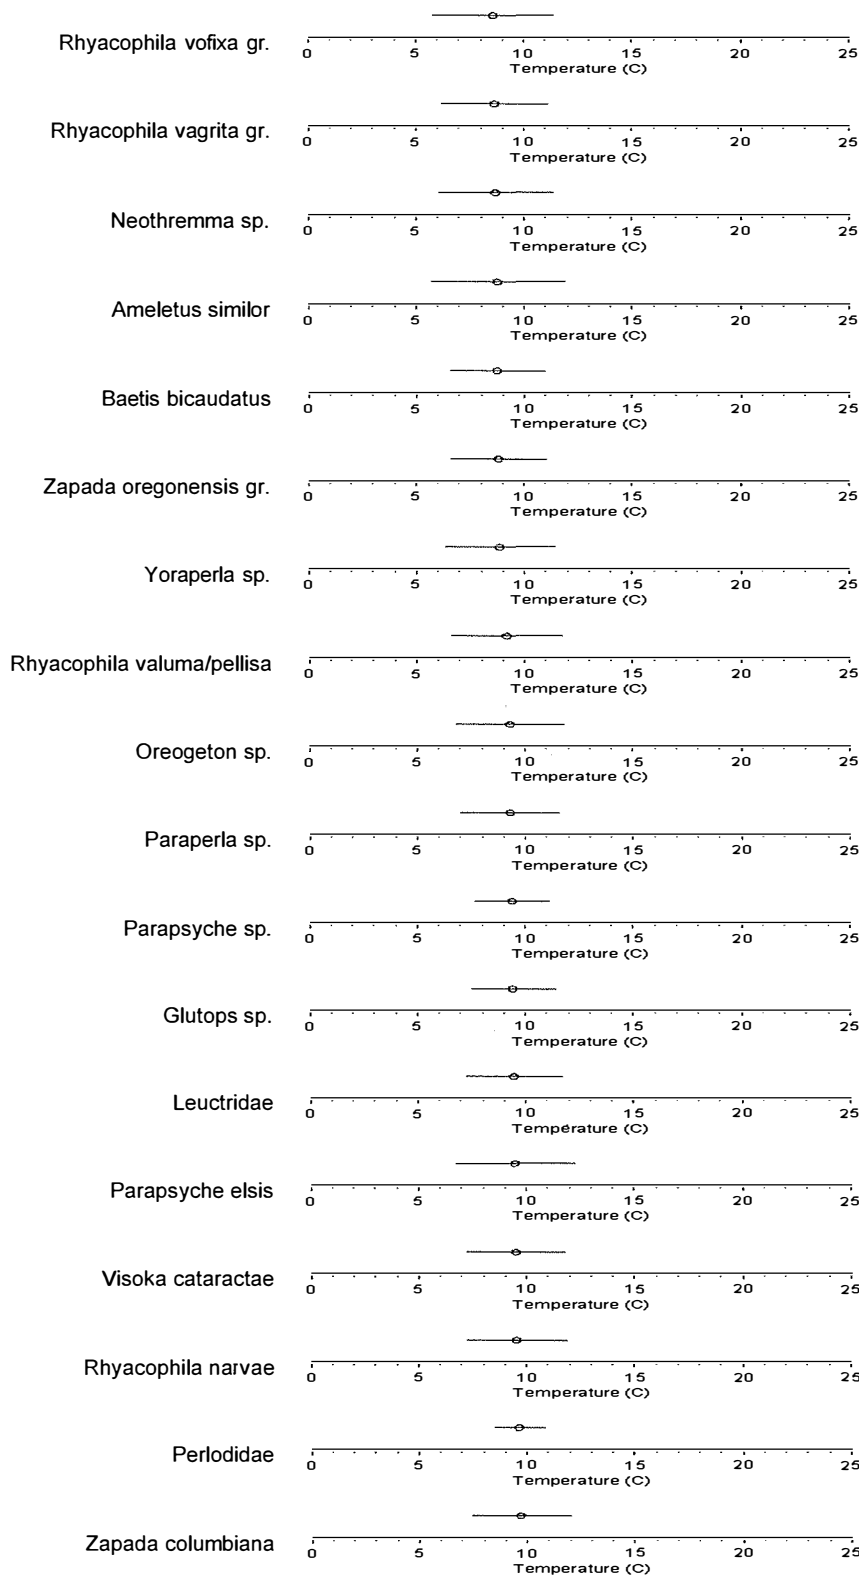 Rhyacophila vofixa gr.
0 5 10 15 20 25
Temperature (C)
Rhyacophila vagrita gr.
0 5 10 15 20 25
Temperature (C)
Neothremma sp.
0 5 10 15 20 25
Temperature (C)
Ameletus similor
0 5 10 15 20 25
Temperature (C)
Baetis bicaudatus
0 5 10 15 20 25
Temperature (C)
Zapada oregonensis gr.
0 5 10 15 20 25
Temperature (C)
Yoraperla sp.
0 5 10 15 20 25
Temperature (C)
Rhyacophila valuma/pellisa
0 5 10 15 20 25
Temperature (C)
Oreogeton sp.
0 5 10 15 20 25
Temperature (C)
Paraperla sp.
0 5 10 15 20 25
Temperature (C)
Parapsyche sp.
0 5 10 15 20 25
Temperature (C)
Glutops sp.
0 5 10 15 20 25
Temperature (C)
Leuctridae
0 5 10 15 20 25
Temperature (C)
Parapsyche elsis
0 5 10 15 20 25
Temperature (C)
Visoka cataractae
0 5 10 15 20 25
Temperature (C)
Rhyacophila narvae
0 5 10 15 20 25
Temperature (C)
Perlodidae
0 5 10 15 20 25
Temperature (C)
Zapada columbiana
0 5 10 15 20 25
Temperature (C)